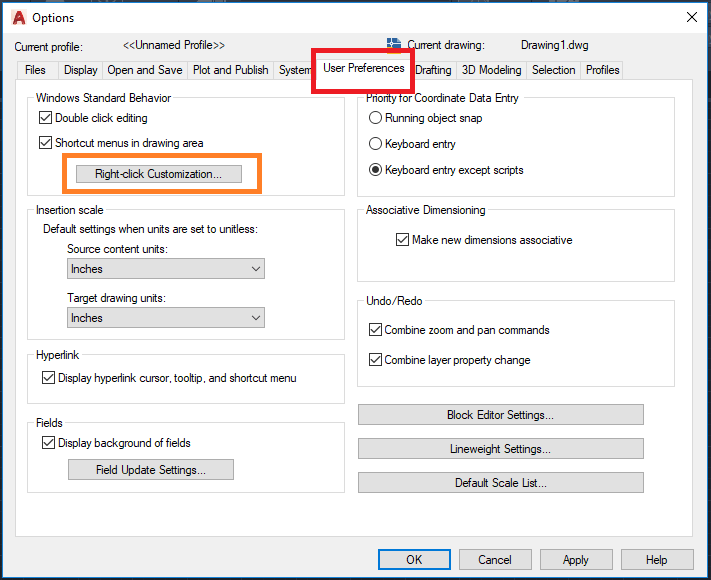 A Options
Current profile: <<Unnamed Profile>> Current drawing: Drawing1.dwg
Files Display Open and Save Plot and Publish System User Preferences Drafting 3D Modeling Selection Profiles
Windows Standard Behavior
Double click editing
Shortcut menus in drawing area
Right-click Customization...
Insertion scale
Default settings when units are set to unitless:
Source content units:
Inches
Target drawing units:
Inches
Hyperlink
Display hyperlink cursor, tooltip, and shortcut menu
Fields
Display background of fields
Field Update Settings...
Priority for Coordinate Data Entry
Running object snap
Keyboard entry
Keyboard entry except scripts
Associative Dimensioning
Make new dimensions associative
Undo/Redo
Combine zoom and pan commands
Combine layer property change
Block Editor Settings...
Lineweight Settings...
Default Scale List...
OK Cancel Apply Help